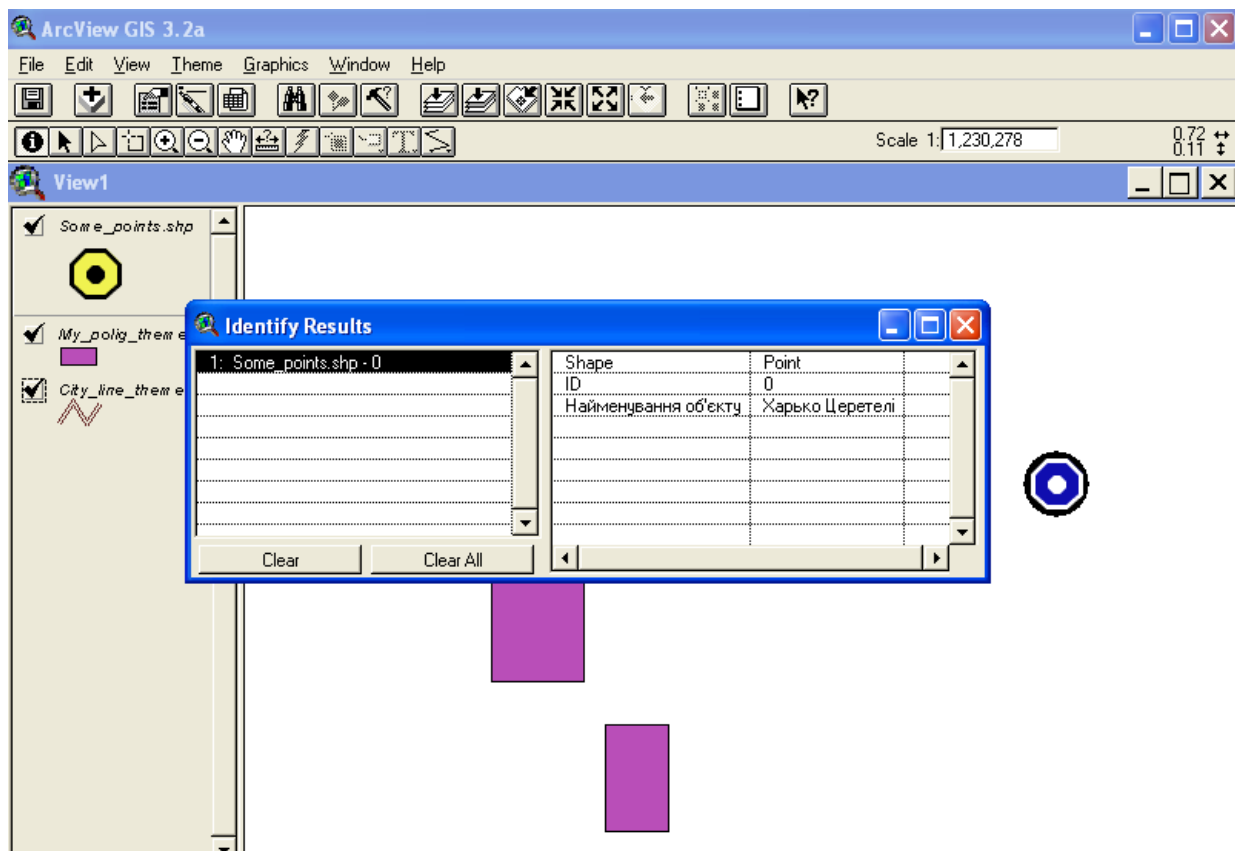 ArcView GIS 3.2a
File Edit View Theme Graphics Window Help
Scale 1: 1,230,278
0.72
0.11
View1
Some_points.shp
My_polig_theme
City_line_theme
Identify Results
1: Some_points.shp - 0
Shape Point
ID 0
Найменування об'єкту Харько Церетелі
Clear Clear All